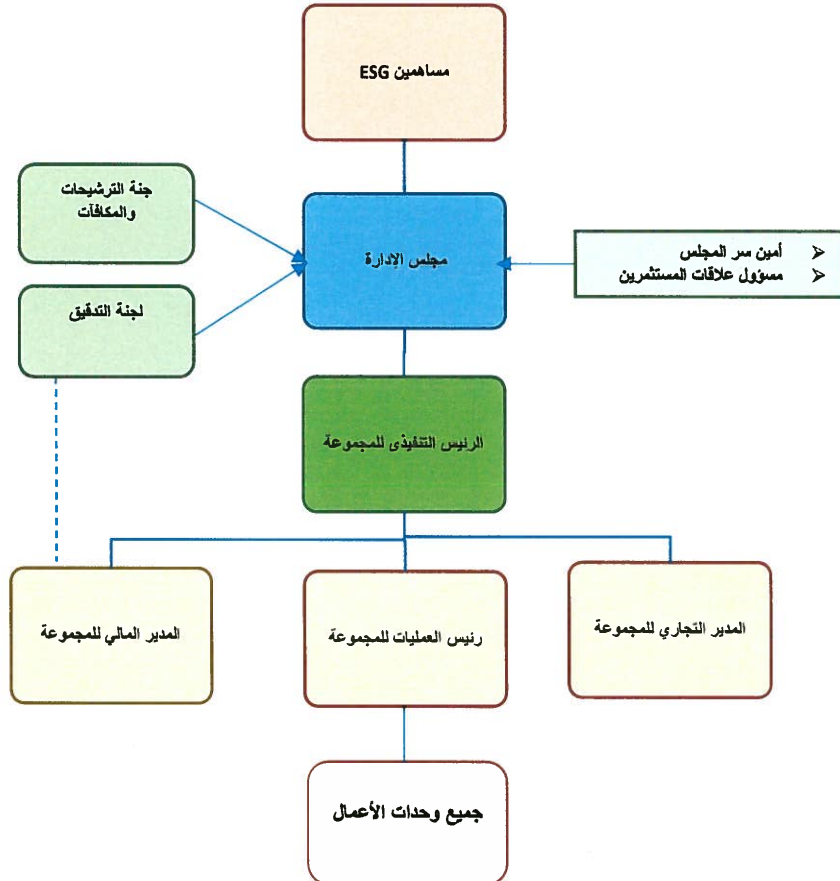 مساهمين ESG
جنة الترشيحات
والمكافآت
مجلس الإدارة
أمين سر المجلس
مسؤول علاقات المستثمرين
لجنة التدقيق
الرئيس التنفيذى للمجموعة
المدير التجاري للمجموعة
رئيس العمليات للمجموعة
المدير المالي للمجموعة
جميع وحدات الأعمال